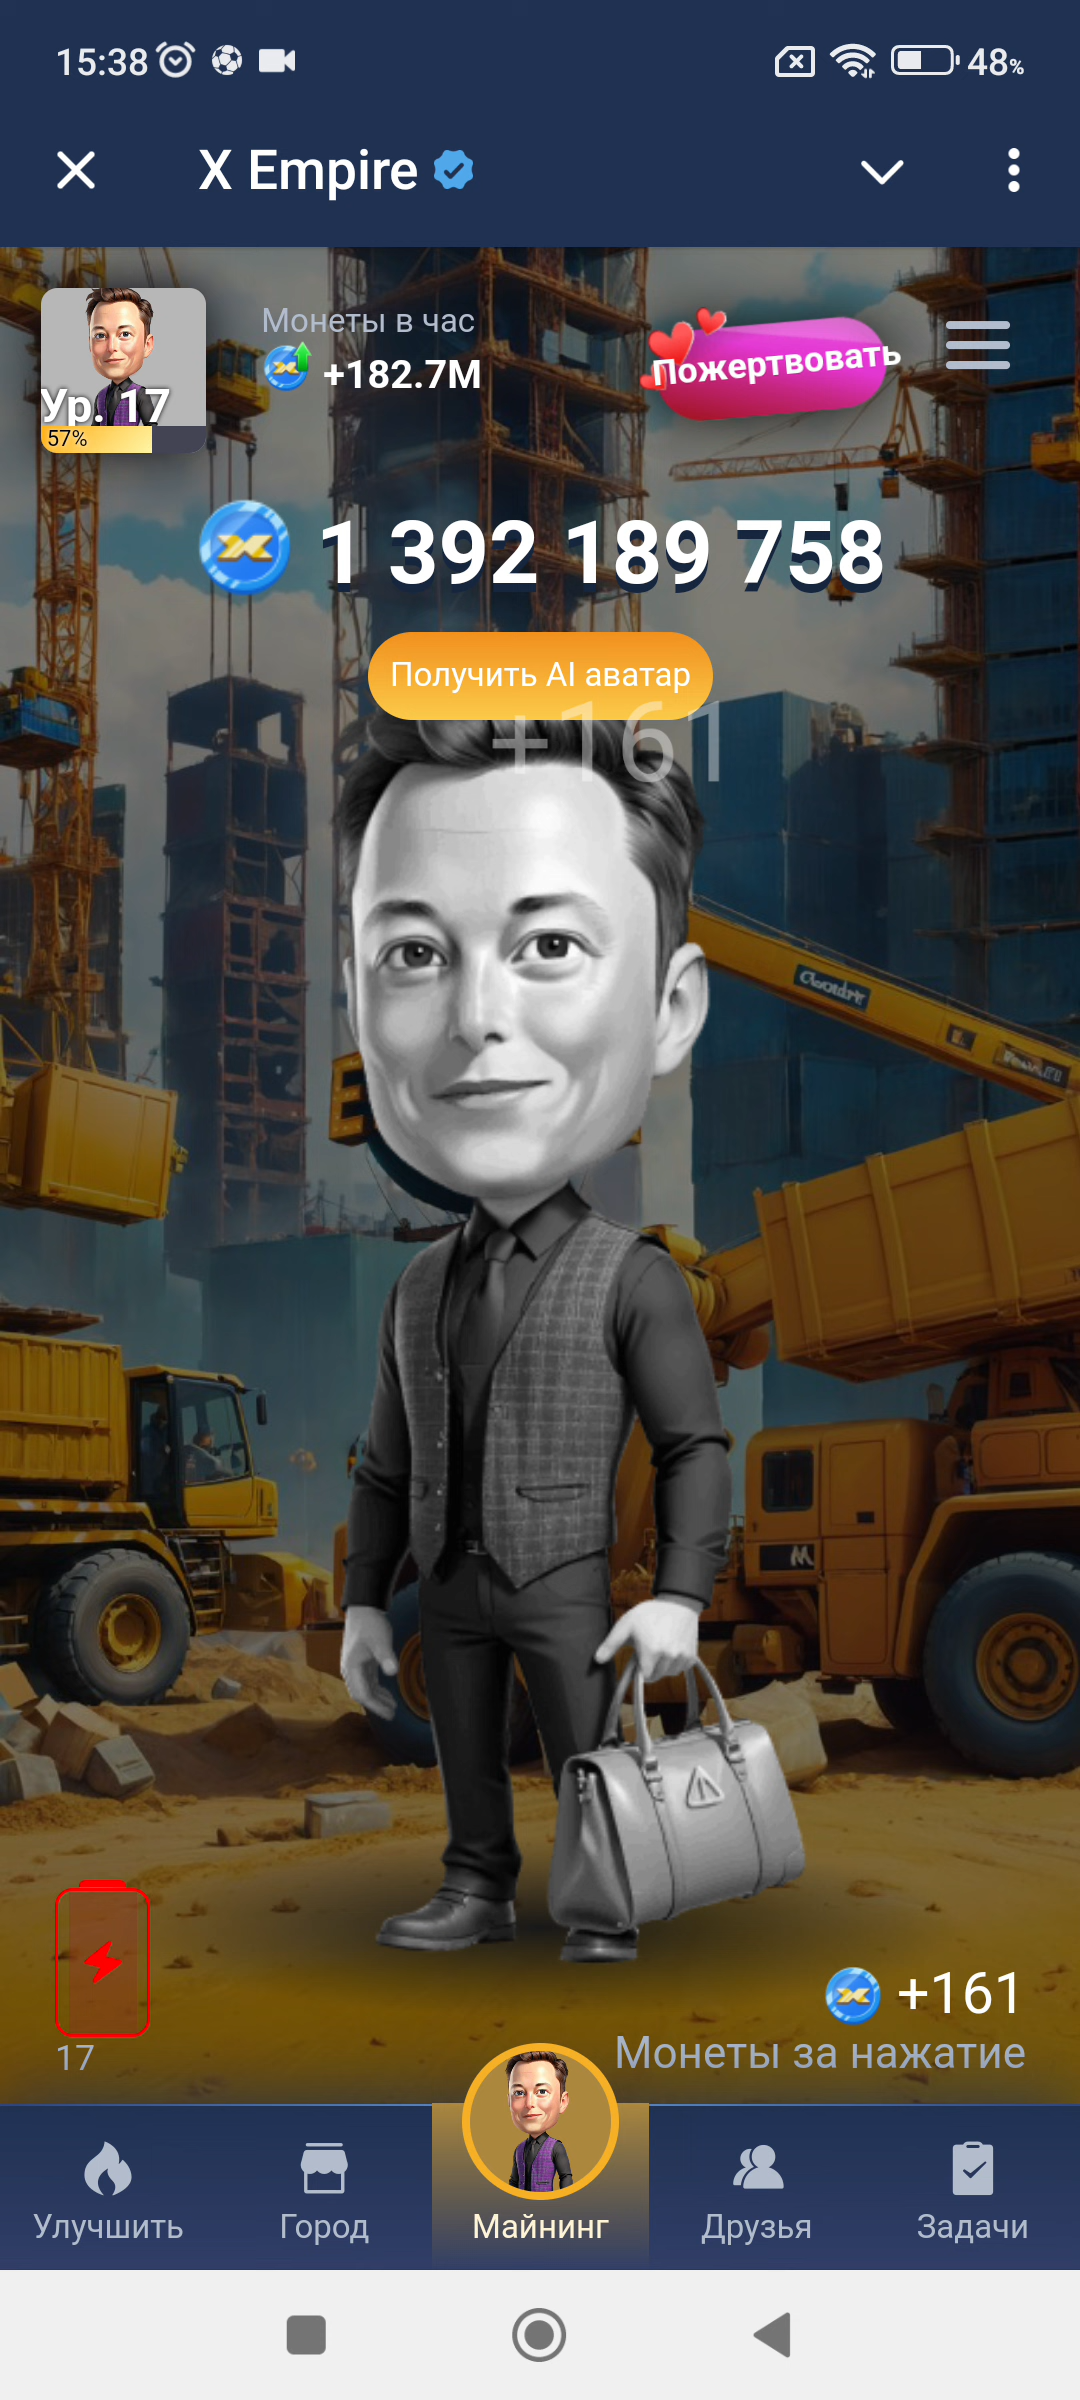 15:38 48%
X Empire
Монеты в час
+182.7M
Пожертвовать
Ур. 17
57%
1 392 189 758
Получить AI аватар
+161
+161
Монеты за нажатие
17
Улучшить Город Майнинг Друзья Задачи